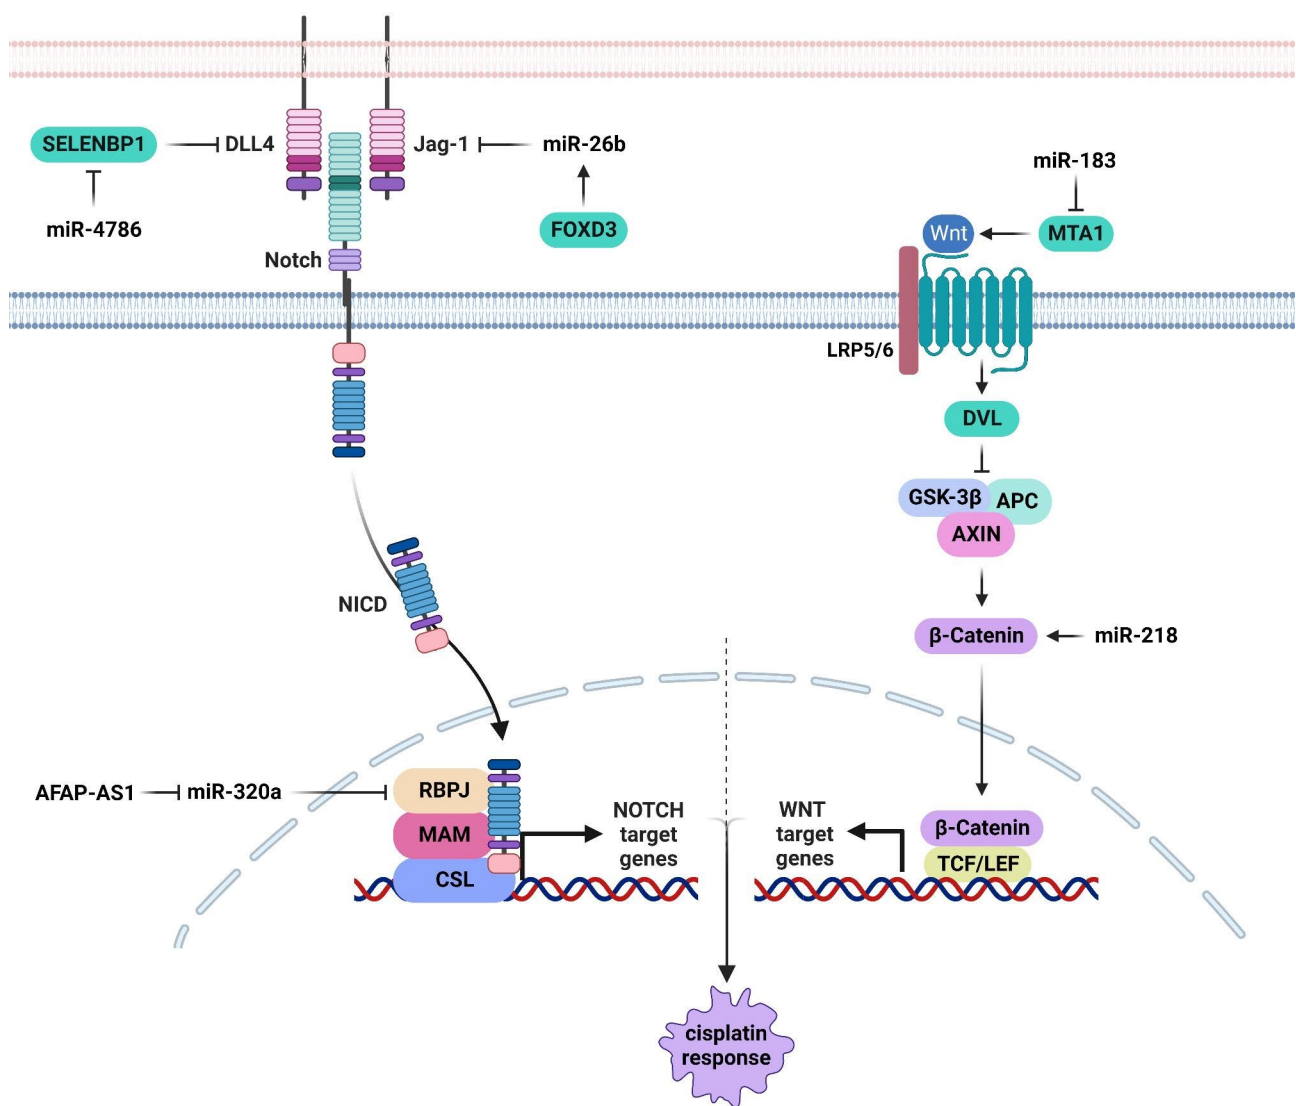 SELENBP1
DLL4
Jag-1
miR-26b
miR-4786
FOXD3
Notch
miR-183
Wnt
MTA1
LRP5/6
DVL
GSK-3β
APC
AXIN
NICD
β-Catenin
miR-218
AFAP-AS1
miR-320a
RBPJ
MAM
CSL
NOTCH
target
genes
WNT
target
genes
β-Catenin
TCF/LEF
cisplatin
response